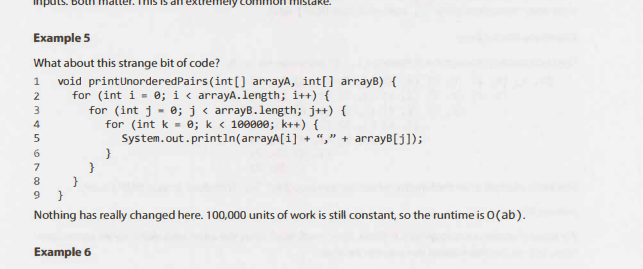 inputs. Both matter. This is an extremely common mistake.
Example 5
What about this strange bit of code?
1 void printUnorderedPairs(int[] arrayA, int[] arrayB) {
2 for (int i = 0; i < arrayA.length; i++) {
3 for (int j = 0; j < arrayB.length; j++) {
4 for (int k = 0; k < 100000; k++) {
5 System.out.println(arrayA[i] + “,” + arrayB[j]);
6 }
7 }
8 }
9 }
Nothing has really changed here. 100,000 units of work is still constant, so the runtime is O(ab).
Example 6